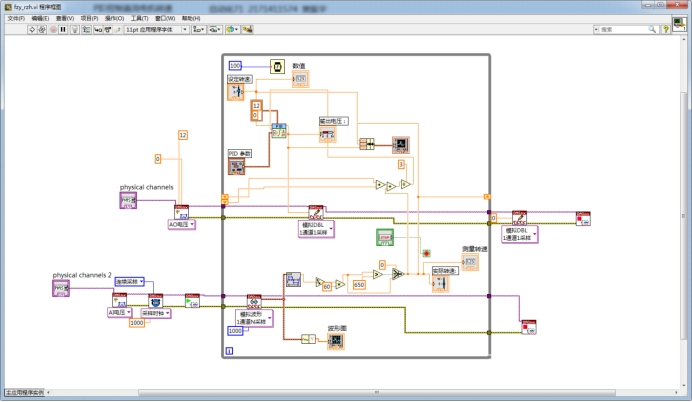 fzy_rzh.vi 程序框图
文件(F) 编辑(E) 查看(V) 项目(P) 操作(O) 工具(T) 窗口(W) 帮助(H)
11pt 应用程序字体
搜索
100
数值
设定转速:
12
0
输出电压:
12
PID 参数
0
3
physical channels
AO电压
模拟DBL
1通道1采样
0
模拟DBL
1通道1采样
测量转速
physical channels 2
连续采样
0
实际转速:
60
650
AI电压
采样时钟
模拟波形
1通道N采样
1000
1000
波形图
i
主应用程序实例